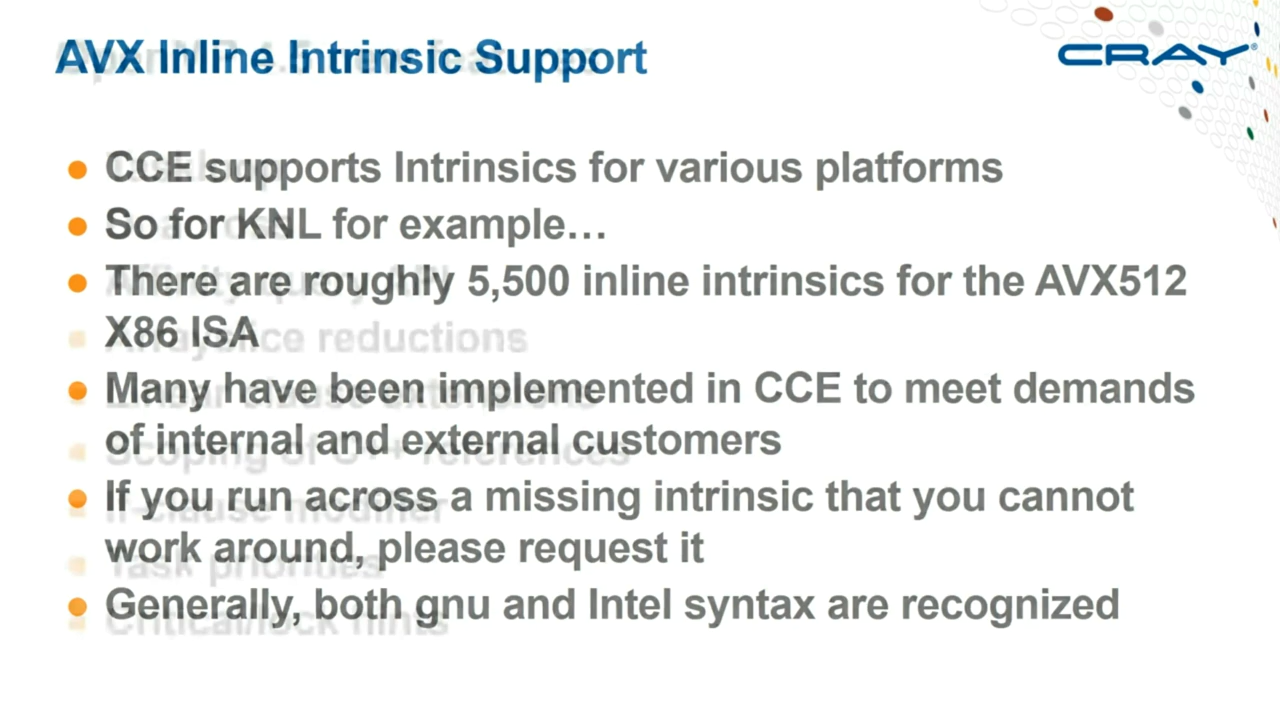 AVX Inline Intrinsic Support
CRAY
CCE supports Intrinsics for various platforms
So for KNL for example…
There are roughly 5,500 inline intrinsics for the AVX512
X86 ISA
Many have been implemented in CCE to meet demands
of internal and external customers
If you run across a missing intrinsic that you cannot
work around, please request it
Generally, both gnu and Intel syntax are recognized